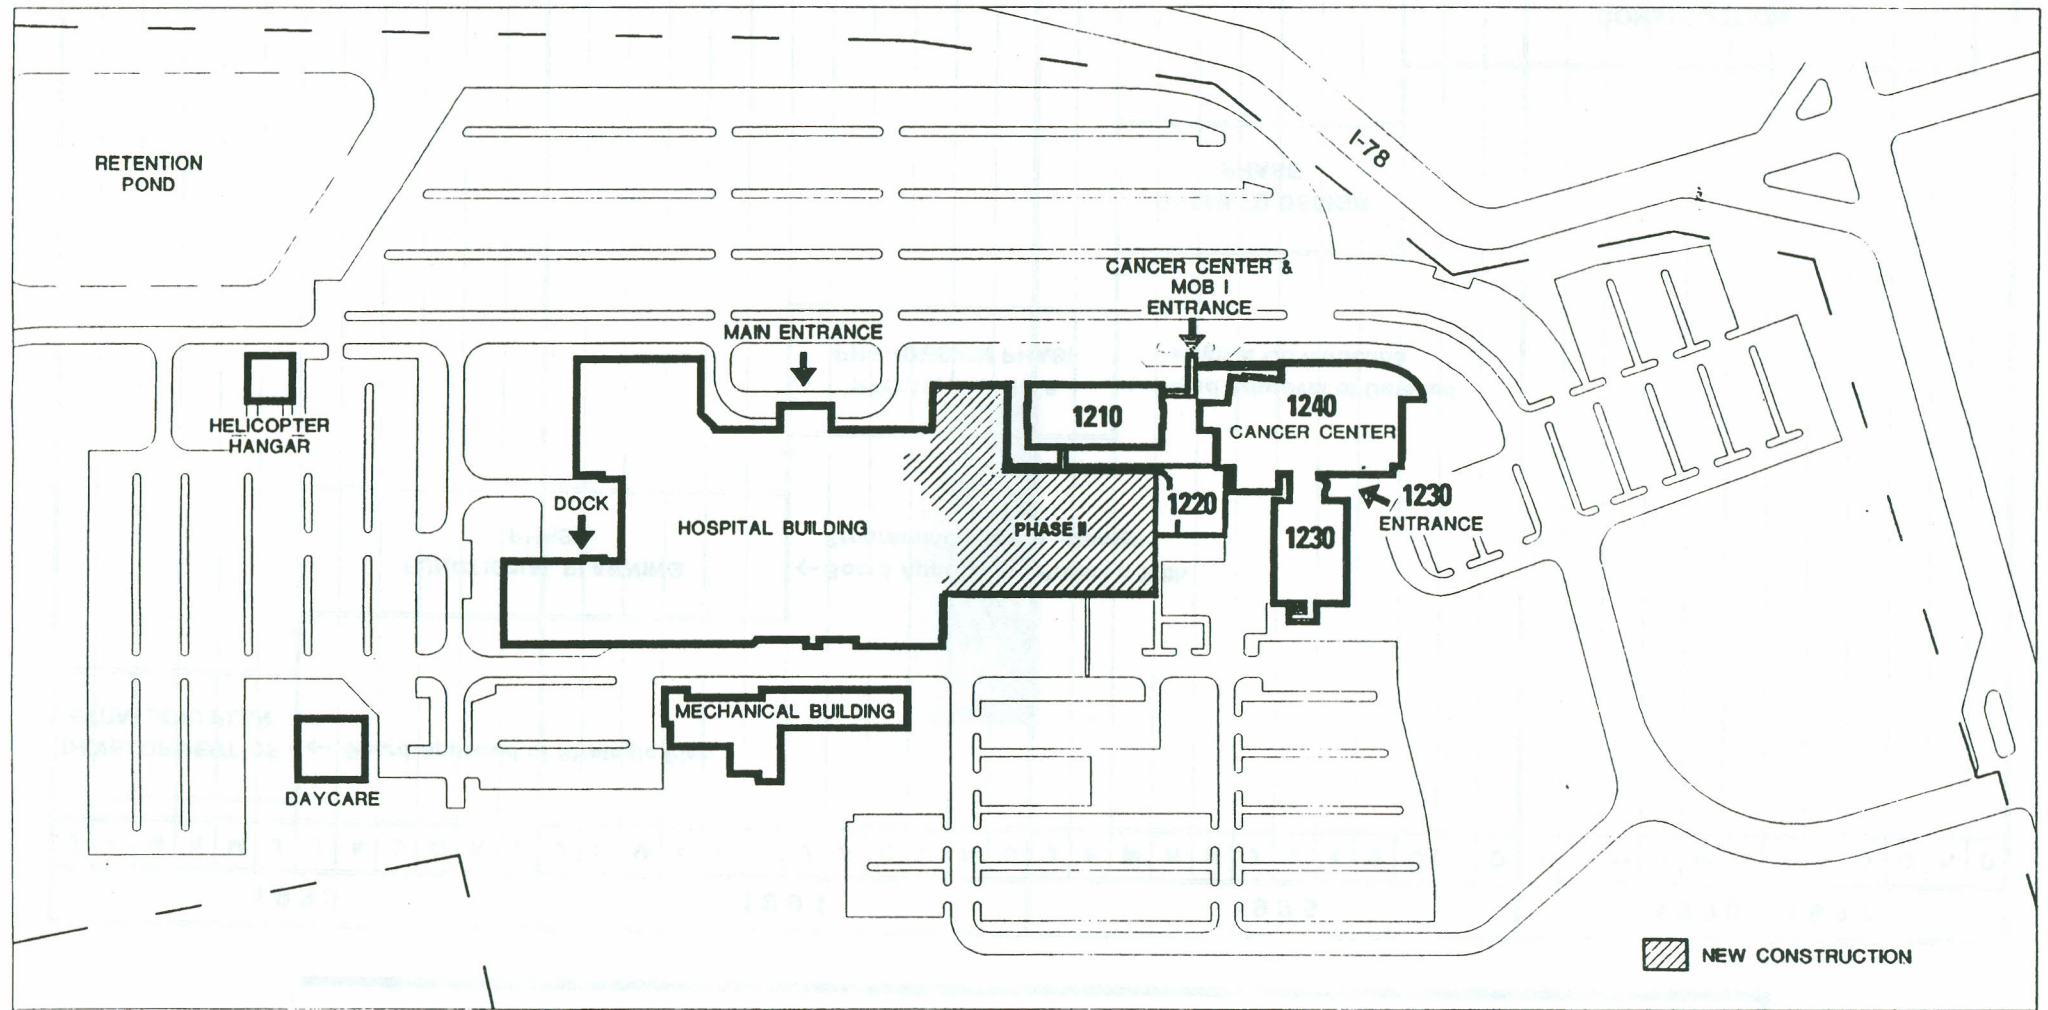 RETENTION
POND
I-78
CANCER CENTER &
MOB I
ENTRANCE
MAIN ENTRANCE
HELICOPTER
HANGAR
1210
1240
CANCER CENTER
DOCK
HOSPITAL BUILDING
PHASE II
1220
1230
1230
ENTRANCE
MECHANICAL BUILDING
DAYCARE
NEW CONSTRUCTION